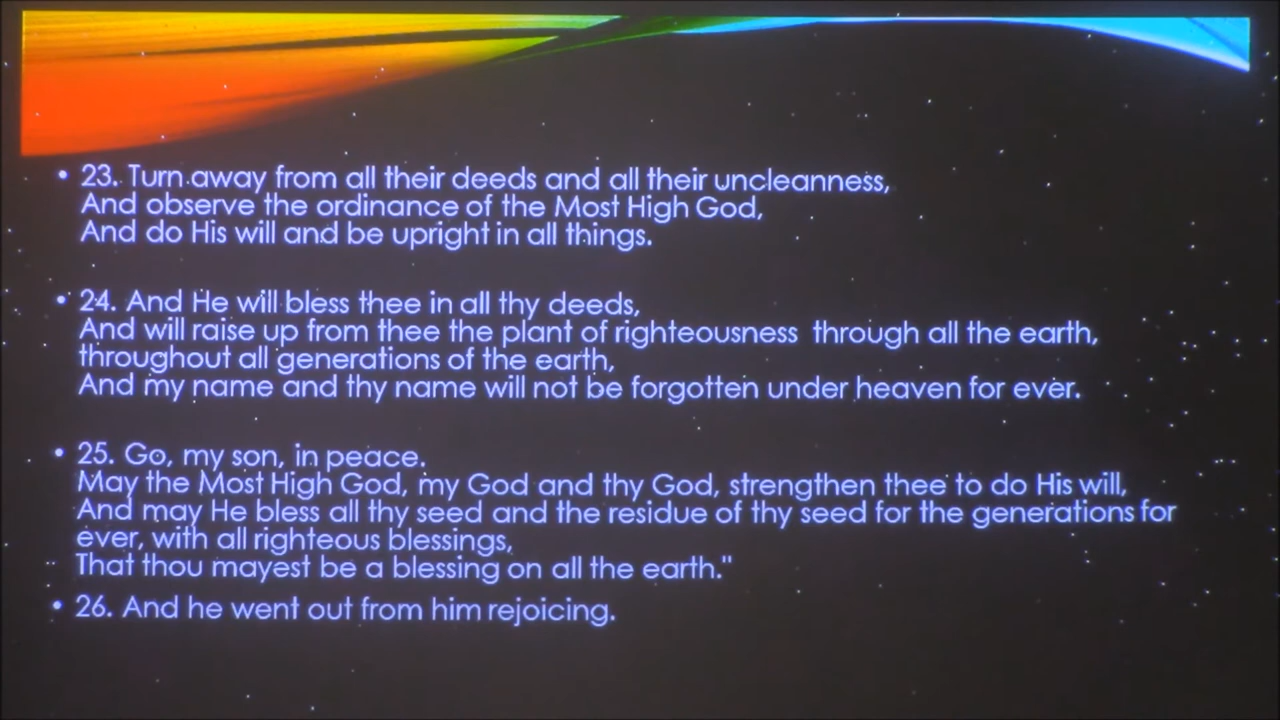 • 23. Turn away from all their deeds and all their uncleanness,
And observe the ordinance of the Most High God,
And do His will and be upright in all things.
• 24. And He will bless thee in all thy deeds,
And will raise up from thee the plant of righteousness through all the earth,
throughout all generations of the earth,
And my name and thy name will not be forgotten under heaven for ever.
• 25. Go, my son, in peace.
May the Most High God, my God and thy God, strengthen thee to do His will,
And may He bless all thy seed and the residue of thy seed for the generations for
ever, with all righteous blessings,
That thou mayest be a blessing on all the earth."
• 26. And he went out from him rejoicing.